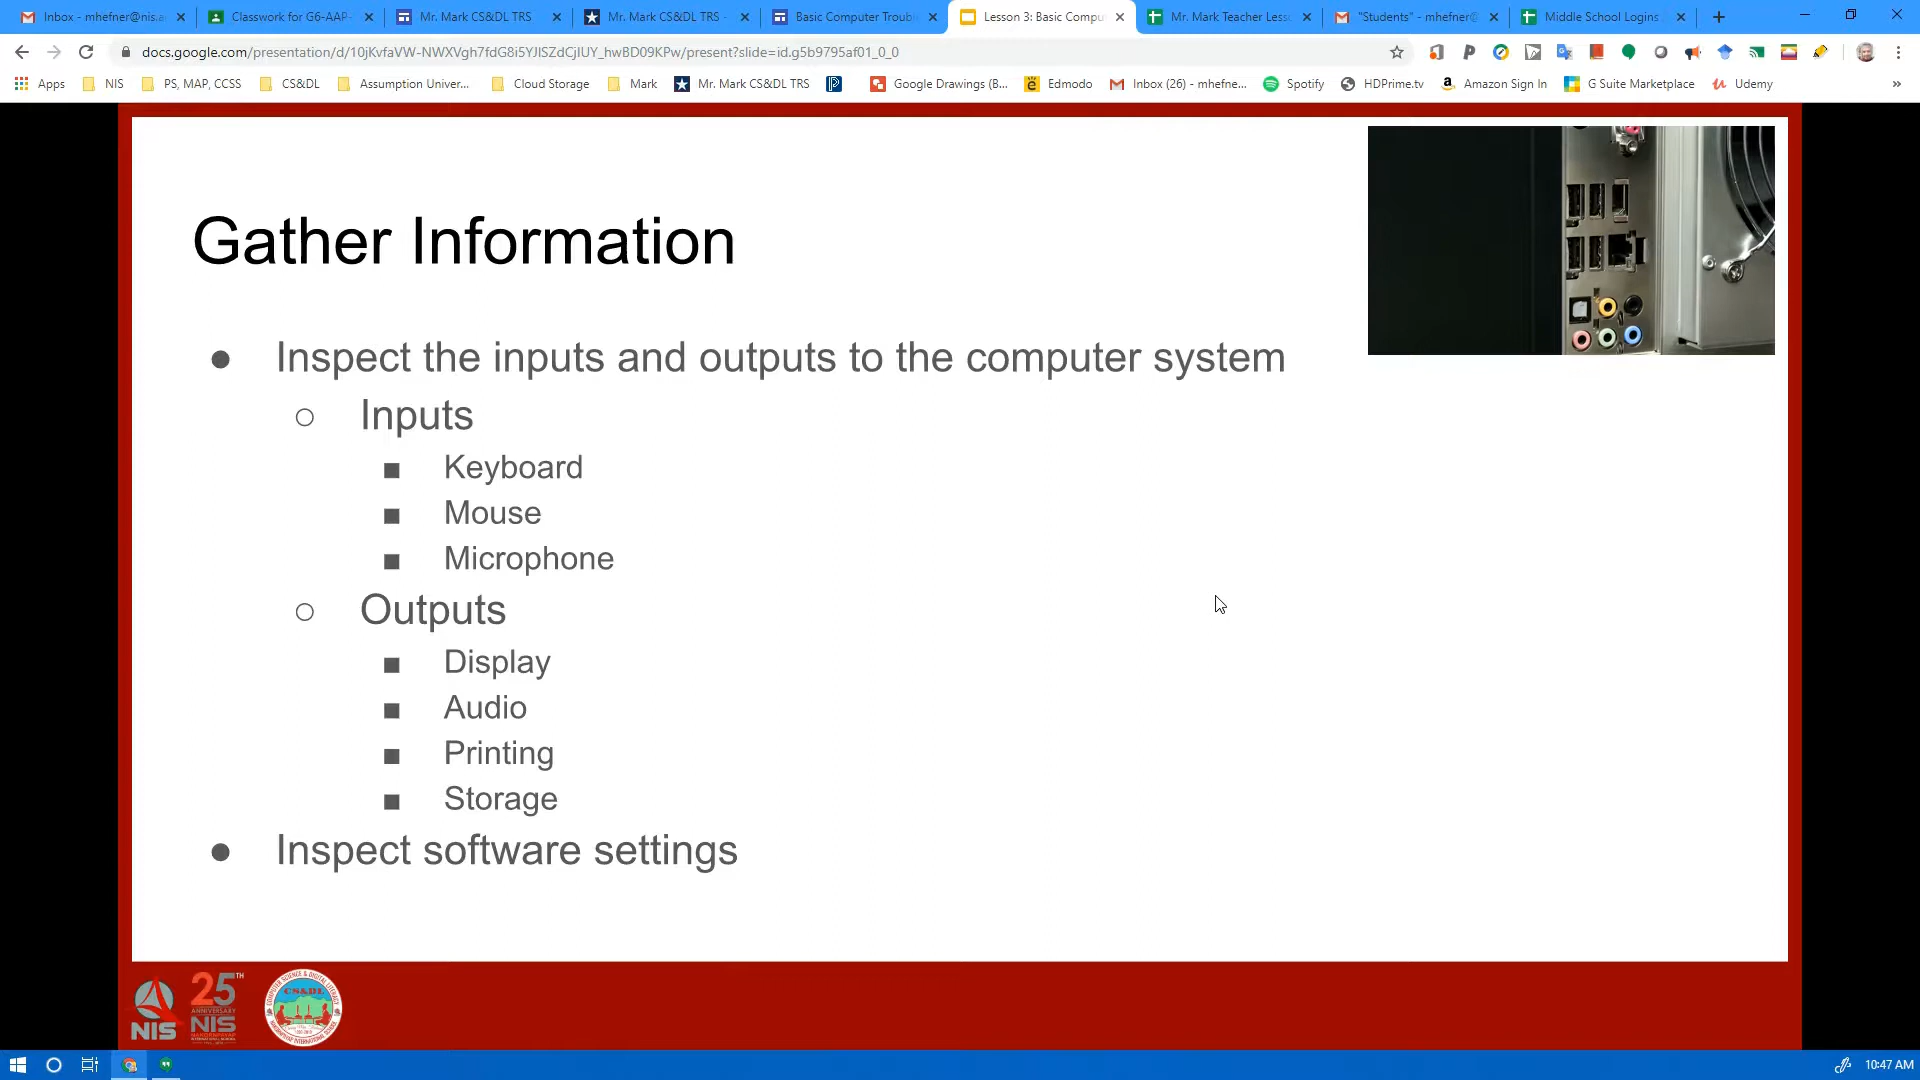 Inbox - mhefner@nis.a
Classwork for G6-AAP-
Mr. Mark CS&DL TRS
Mr. Mark CS&DL TRS -
Basic Computer Troubl
Lesson 3: Basic Compu
Mr. Mark Teacher Less
"Students" - mhefner@
Middle School Logins
docs.google.com/presentation/d/10jKvfaVW-NWXVgh7fdG8i5YJISZdCjIUY_hwBD09KPw/present?slide=id.g5b9795af01_0_0
Apps
NIS
PS, MAP, CCSS
CS&DL
Assumption Univer...
Cloud Storage
Mark
Mr. Mark CS&DL TRS
Google Drawings (B...
Edmodo
Inbox (26) - mhefne...
Spotify
HDPrime.tv
Amazon Sign In
G Suite Marketplace
Udemy
»
Gather Information
● Inspect the inputs and outputs to the computer system
○ Inputs
■ Keyboard
■ Mouse
■ Microphone
○ Outputs
■ Display
■ Audio
■ Printing
■ Storage
● Inspect software settings
NIS
25TH
ANNIVERSARY
NIS
CS&DL
10:47 AM